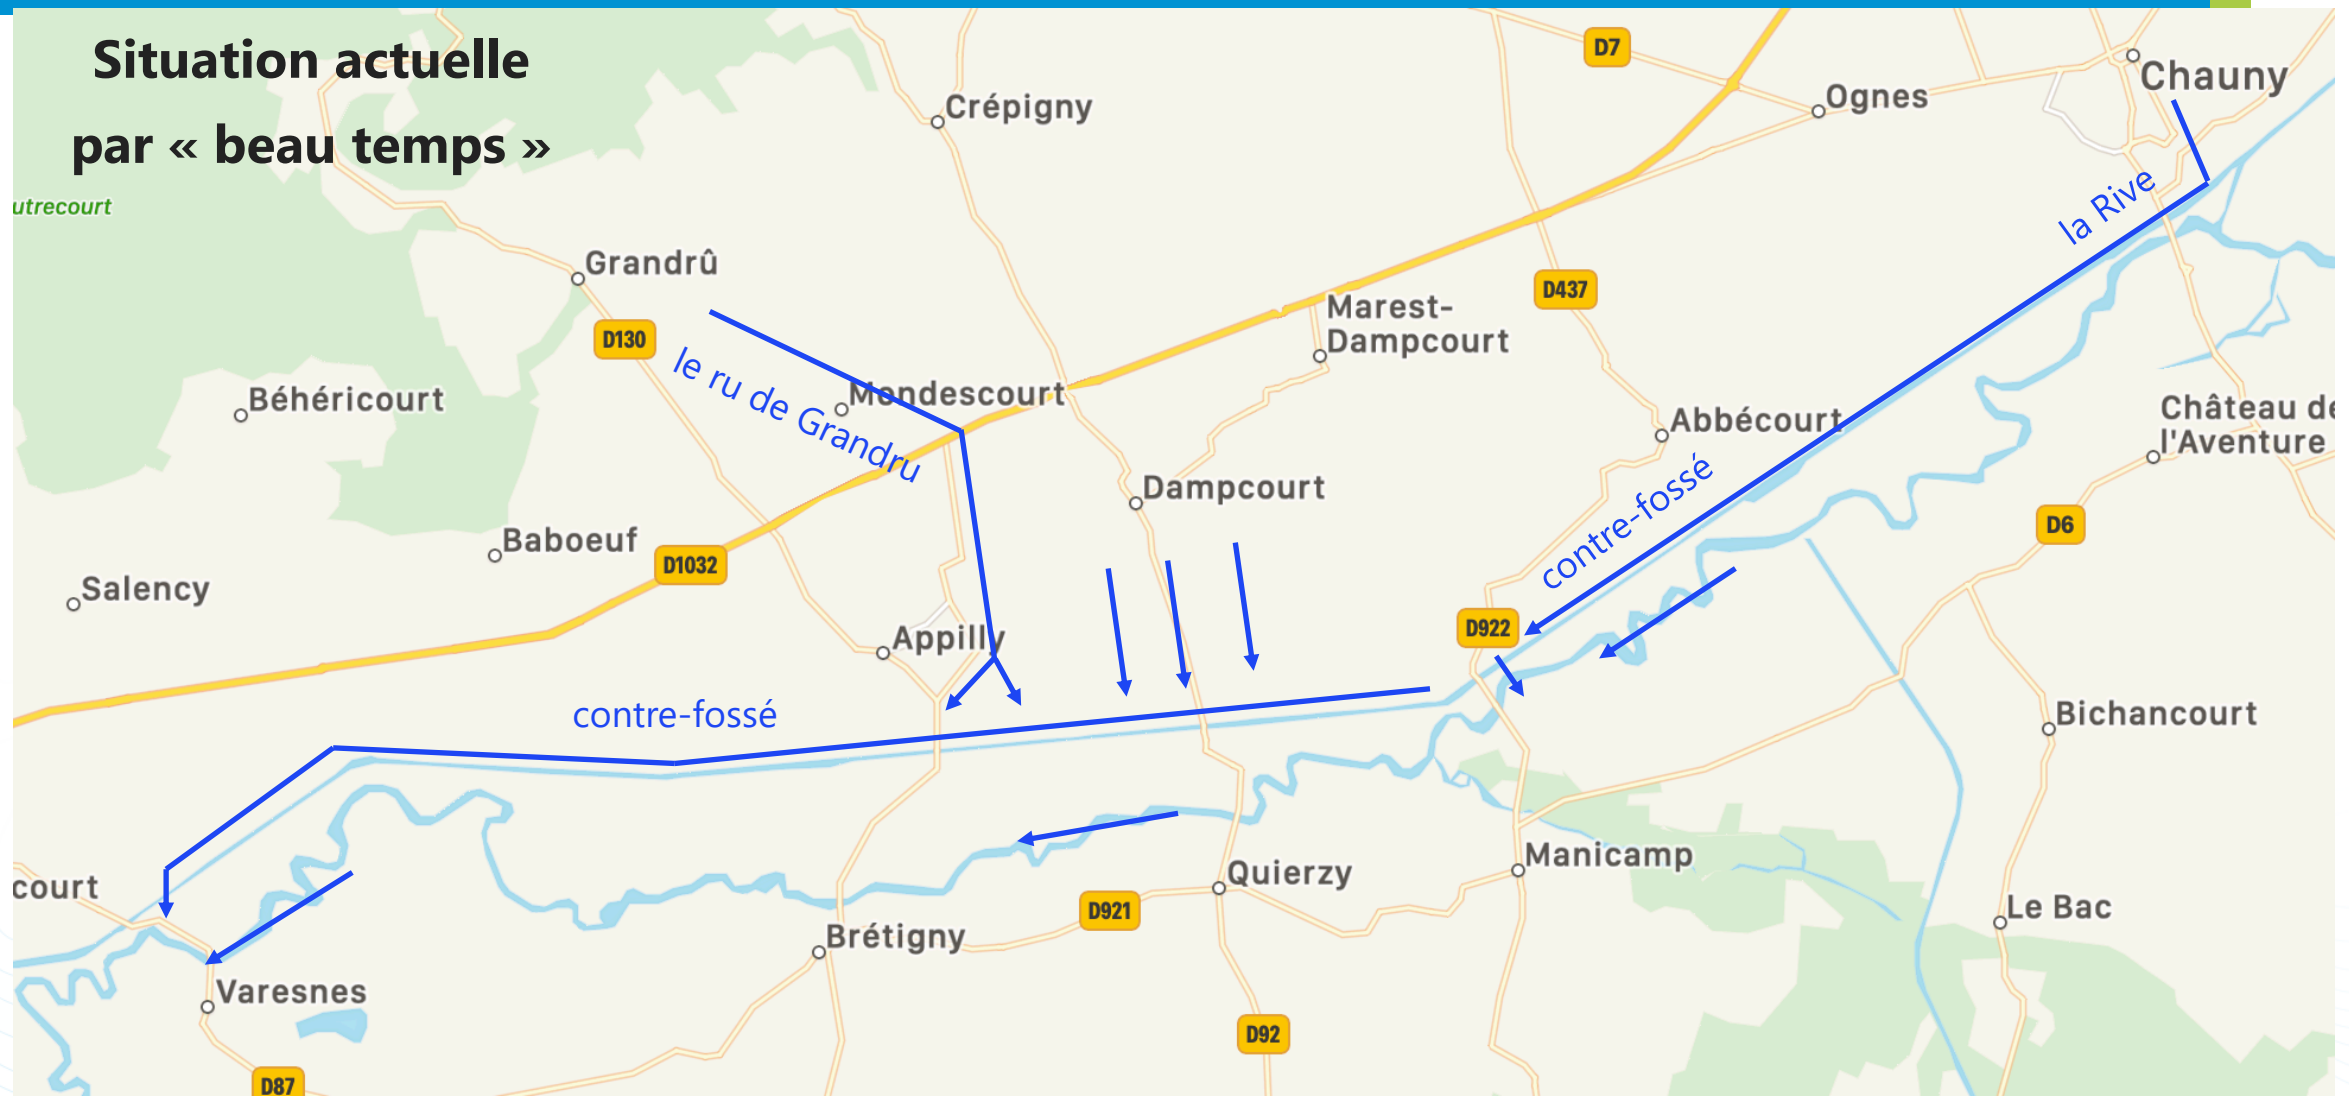 Situation actuelle
par « beau temps »
D7
Chauny
Ognes
Crépigny
la Rive
utrecourt
Grandrû
D437
Marest-
Dampcourt
D130
le ru de Grandru
Mondescourt
Béhéricourt
Abbécourt
Château de
l'Aventure
contre-fossé
Dampcourt
D6
Baboeuf
D1032
Salency
D922
Appilly
contre-fossé
Bichancourt
Manicamp
Quierzy
court
D921
Le Bac
Brétigny
Varesnes
D92
D87